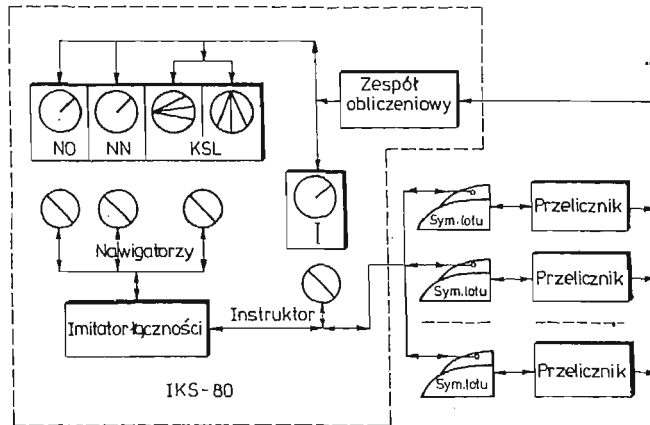 Zespół
obliczeniowy
NO NN KSL
I
Nawigatorzy
Imitator łączności
Instruktor
IKS-80
Sym. lotu
Przelicznik
Sym. lotu
Przelicznik
Sym. lotu
Przelicznik